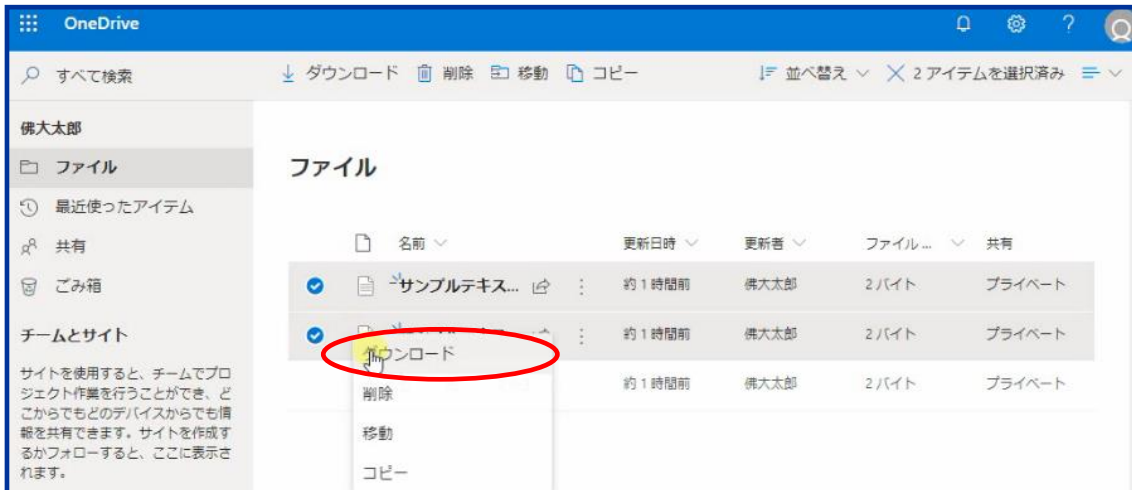 OneDrive
?
すべて検索
ダウンロード 削除 移動 コピー
並べ替え 2 アイテムを選択済み
佛大太郎
ファイル
最近使ったアイテム
共有
ごみ箱
チームとサイト
サイトを使用すると、チームでプロ
ジェクト作業を行うことができ、ど
こからでもどのデバイスからでも情
報を共有できます。サイトを作成す
るかフォローすると、ここに表示さ
れます。
ファイル
名前 更新日時 更新者 ファイル... 共有
サンプルテキス... 約 1 時間前 佛大太郎 2 バイト プライベート
約 1 時間前 佛大太郎 2 バイト プライベート
約 1 時間前 佛大太郎 2 バイト プライベート
ダウンロード
削除
移動
コピー